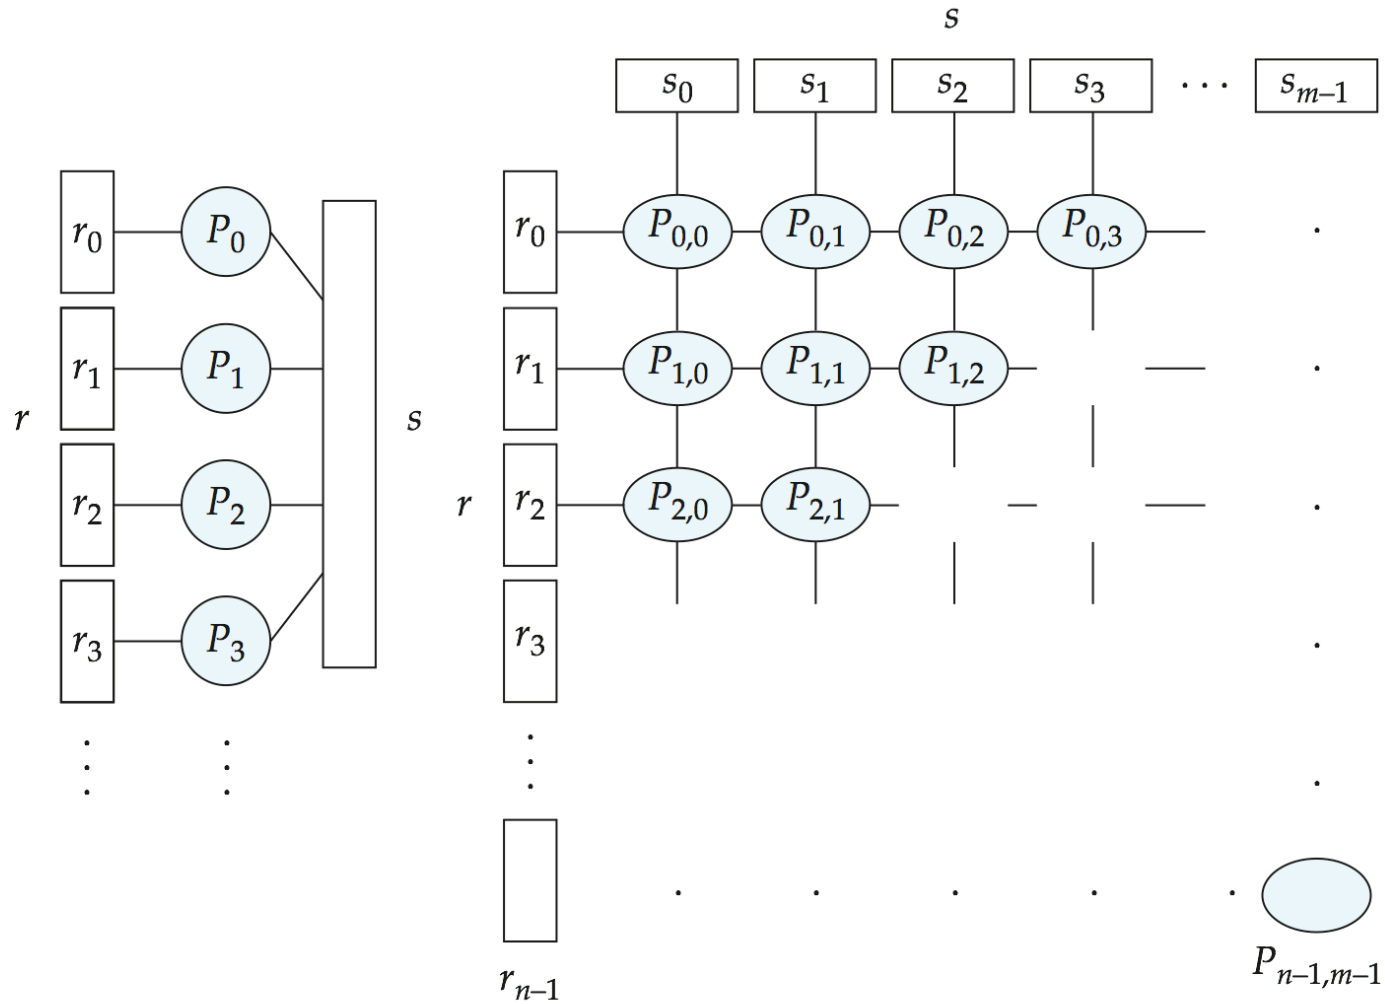 s
s₀ s₁ s₂ s₃ . . . sₘ₋₁
r₀ P₀
r₁ P₁
r s
r₂ P₂
r₃ P₃
r₀ P₀,₀ P₀,₁ P₀,₂ P₀,₃
r₁ P₁,₀ P₁,₁ P₁,₂
r r₂ P₂,₀ P₂,₁
r₃
rₙ₋₁
Pₙ₋₁,ₘ₋₁